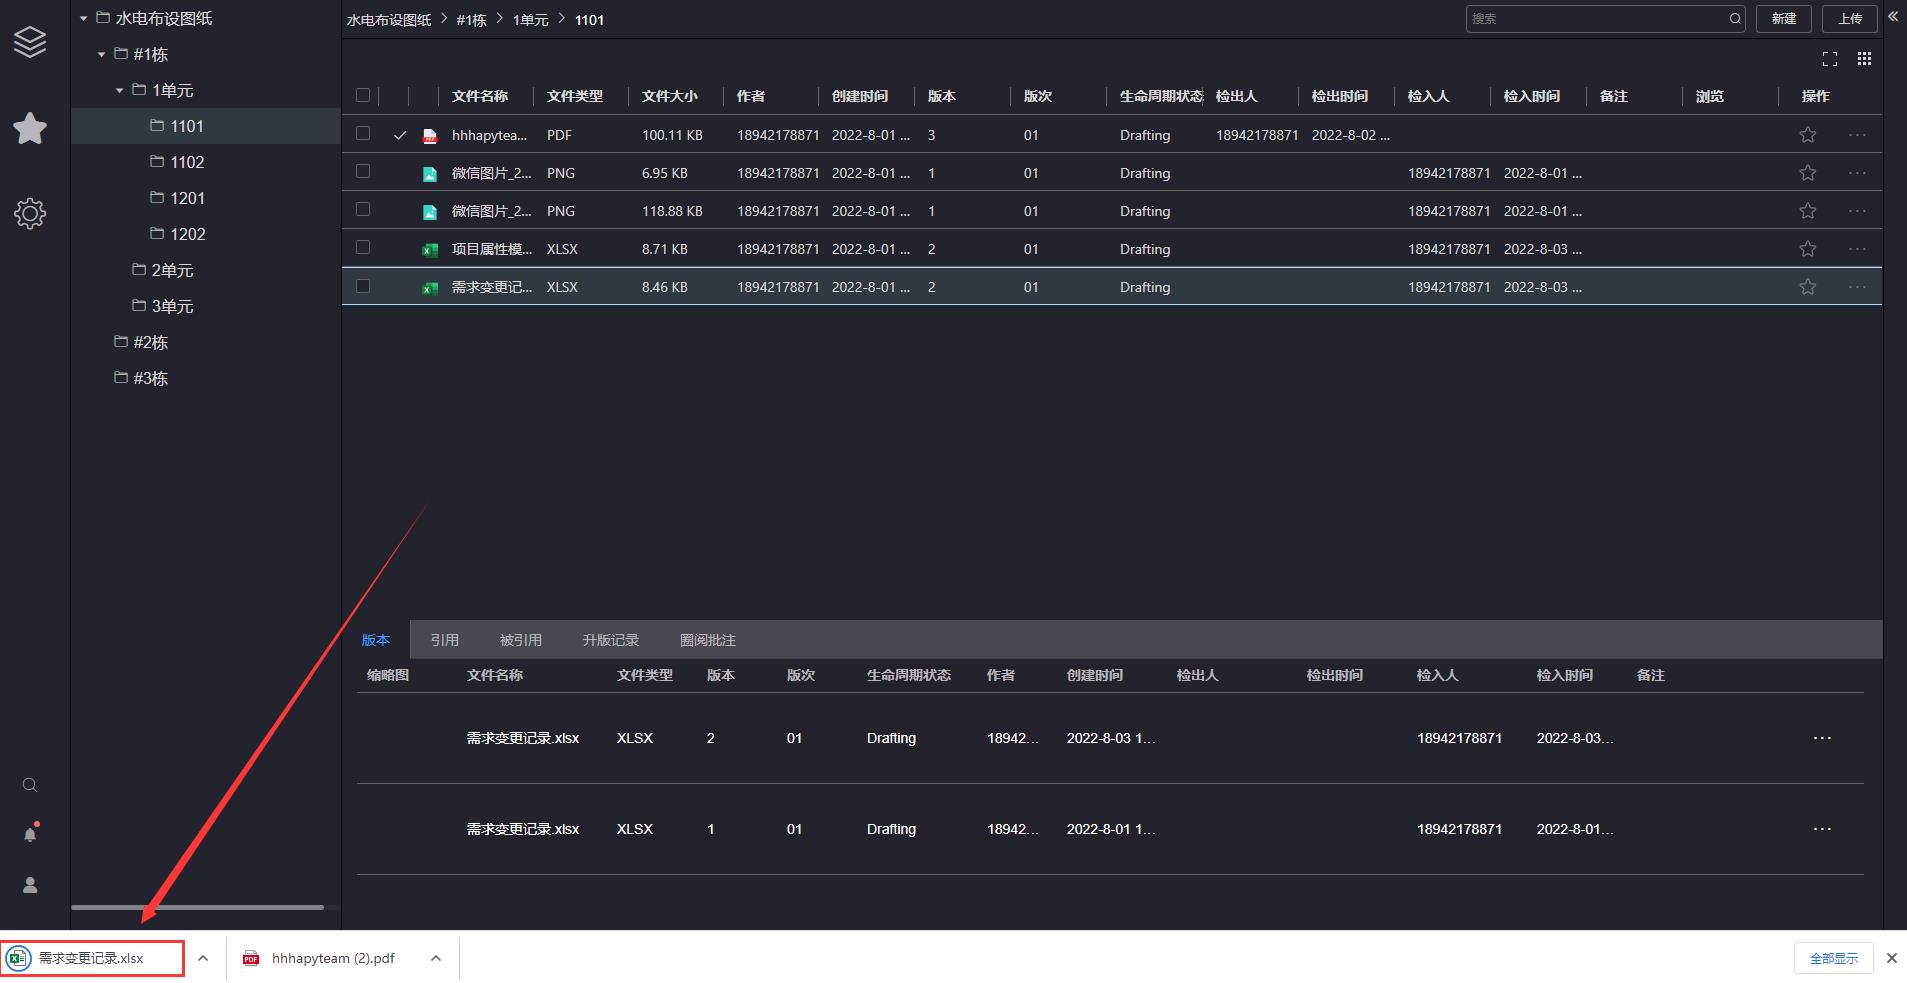 水电布设图纸
#1栋
1单元
1101
1102
1201
1202
2单元
3单元
#2栋
#3栋
水电布设图纸 > #1栋 > 1单元 > 1101
搜索
新建
上传
文件名称 文件类型 文件大小 作者 创建时间 版本 版次 生命周期状态 检出人 检出时间 检入人 检入时间 备注 浏览 操作
hhhapytea... PDF 100.11 KB 18942178871 2022-8-01 ... 3 01 Drafting 18942178871 2022-8-02 ...
微信图片_2... PNG 6.95 KB 18942178871 2022-8-01 ... 1 01 Drafting 18942178871 2022-8-01 ...
微信图片_2... PNG 118.88 KB 18942178871 2022-8-01 ... 1 01 Drafting 18942178871 2022-8-01 ...
项目属性模... XLSX 8.71 KB 18942178871 2022-8-01 ... 2 01 Drafting 18942178871 2022-8-03 ...
需求变更记... XLSX 8.46 KB 18942178871 2022-8-01 ... 2 01 Drafting 18942178871 2022-8-03 ...
版本 引用 被引用 升版记录 圈阅批注
缩略图 文件名称 文件类型 版本 版次 生命周期状态 作者 创建时间 检出人 检出时间 检入人 检入时间 备注
需求变更记录.xlsx XLSX 2 01 Drafting 18942... 2022-8-03 1... 18942178871 2022-8-03...
需求变更记录.xlsx XLSX 1 01 Drafting 18942... 2022-8-01 1... 18942178871 2022-8-01...
需求变更记录.xlsx
hhhapyteam (2).pdf
全部显示